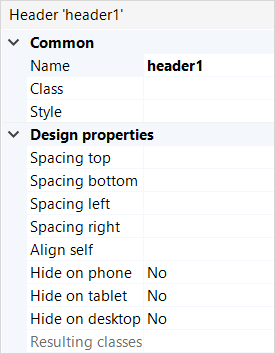 Header 'header1'
Common
Name header1
Class
Style
Design properties
Spacing top
Spacing bottom
Spacing left
Spacing right
Align self
Hide on phone No
Hide on tablet No
Hide on desktop No
Resulting classes